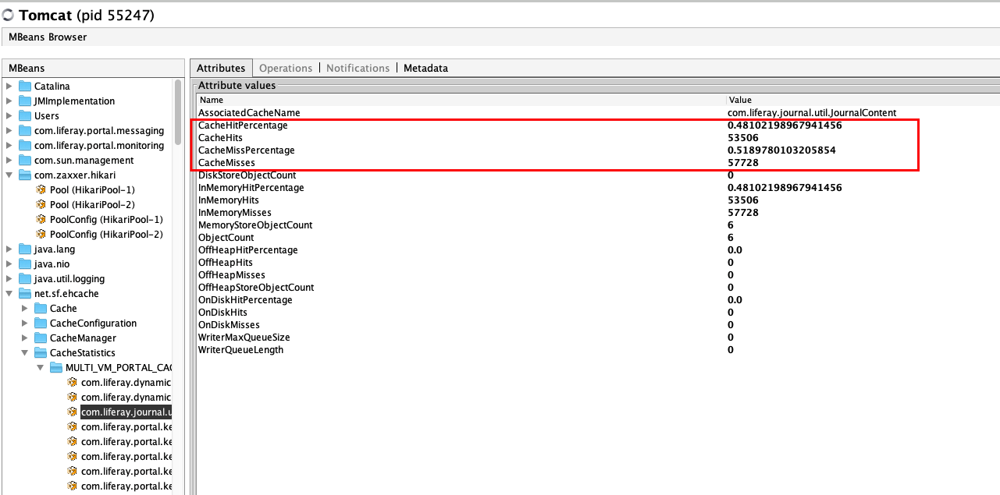 Tomcat (pid 55247)
MBeans Browser
MBeans
Catalina
JMImplementation
Users
com.liferay.portal.messaging
com.liferay.portal.monitoring
com.sun.management
com.zaxxer.hikari
Pool (HikariPool-1)
Pool (HikariPool-2)
PoolConfig (HikariPool-1)
PoolConfig (HikariPool-2)
java.lang
java.nio
java.util.logging
net.sf.ehcache
Cache
CacheConfiguration
CacheManager
CacheStatistics
MULTI_VM_PORTAL_CAC
com.liferay.dynamic
com.liferay.dynamic
com.liferay.journal.u
com.liferay.portal.ke
com.liferay.portal.ke
com.liferay.portal.ke
com.liferay.portal.ke
com.liferay.portal.ke
Attributes Operations Notifications Metadata
Attribute values
Name Value
AssociatedCacheName com.liferay.journal.util.JournalContent
CacheHitPercentage 0.48102198967941456
CacheHits 53506
CacheMissPercentage 0.5189780103205854
CacheMisses 57728
DiskStoreObjectCount 0
InMemoryHitPercentage 0.48102198967941456
InMemoryHits 53506
InMemoryMisses 57728
MemoryStoreObjectCount 6
ObjectCount 6
OffHeapHitPercentage 0.0
OffHeapHits 0
OffHeapMisses 0
OffHeapStoreObjectCount 0
OnDiskHitPercentage 0.0
OnDiskHits 0
OnDiskMisses 0
WriterMaxQueueSize 0
WriterQueueLength 0